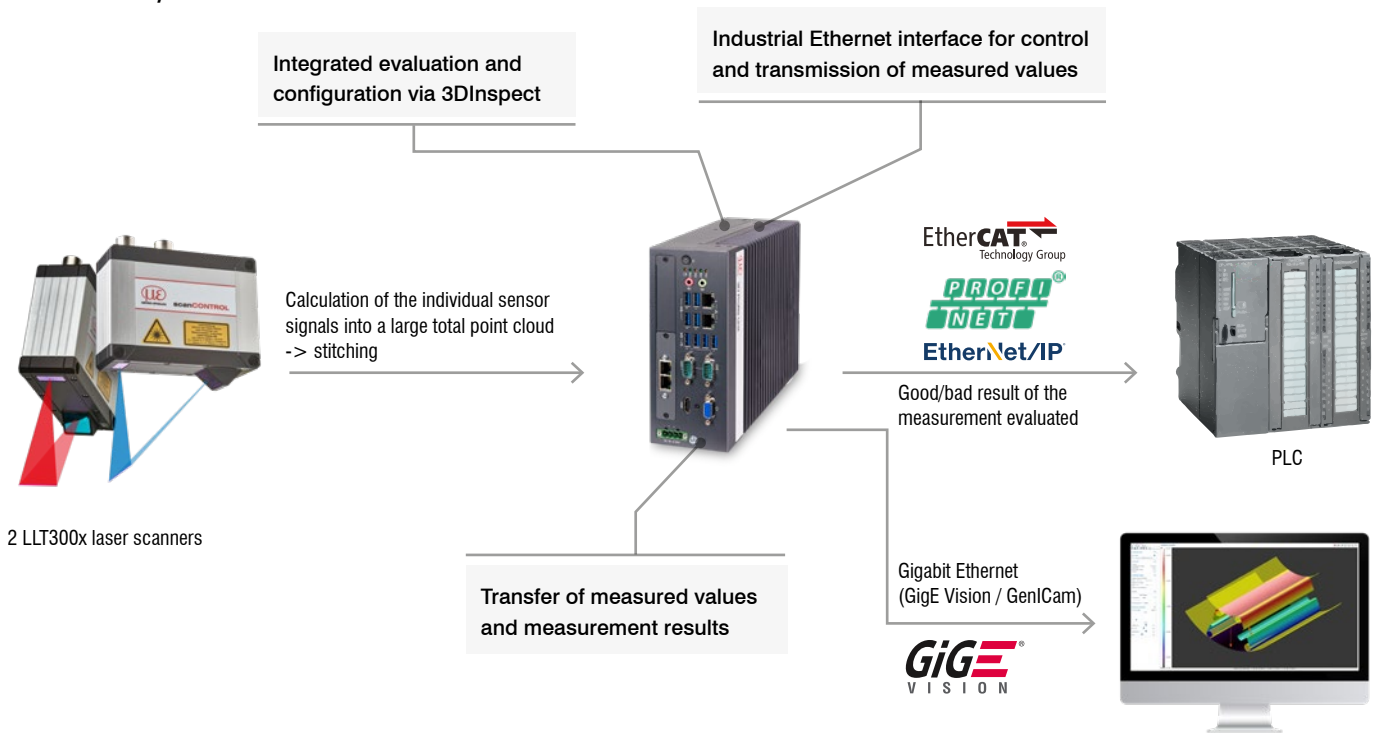 Integrated evaluation and
configuration via 3DInspect
Industrial Ethernet interface for control
and transmission of measured values
scanCONTROL
Calculation of the individual sensor
signals into a large total point cloud
-> stitching
EtherCAT®
Technology Group
PROFI®
NET
EtherNet/IP
Good/bad result of the
measurement evaluated
PLC
2 LLT300x laser scanners
Transfer of measured values
and measurement results
Gigabit Ethernet
(GigE Vision / GenICam)
GiGE®
VISION